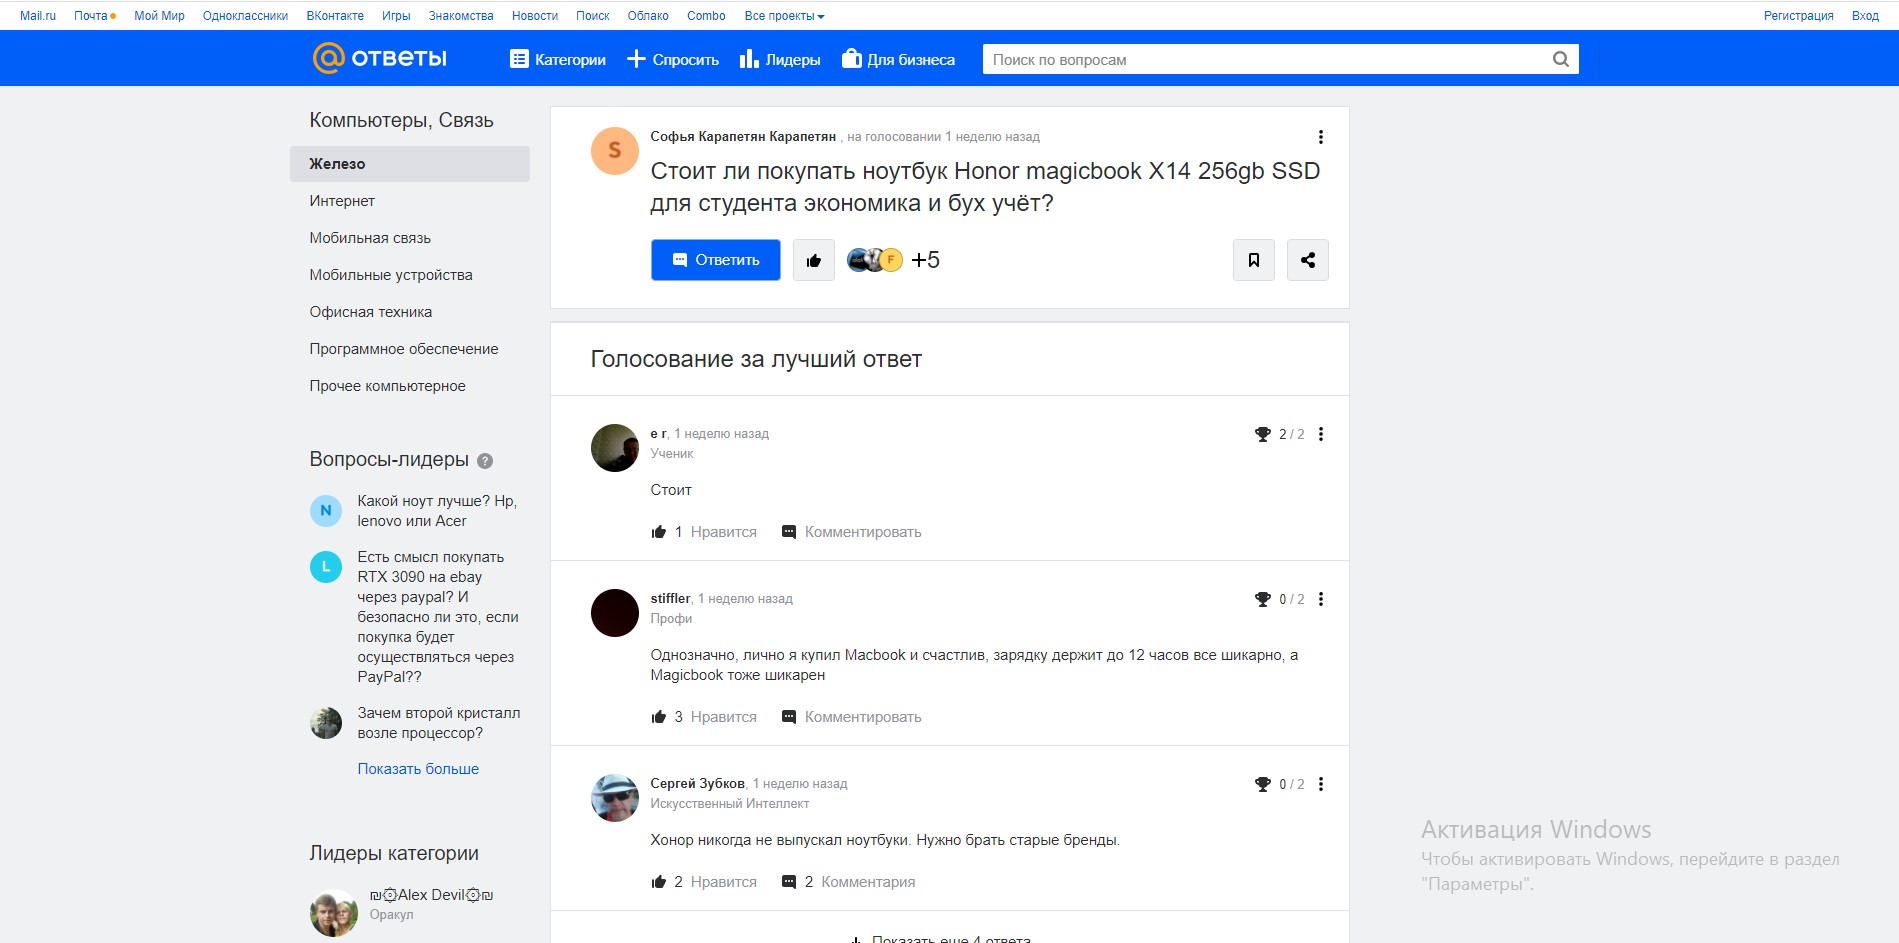 Mail.ru Почта Мой Мир Одноклассники ВКонтакте Игры Знакомства Новости Поиск Облако Combo Все проекты Регистрация Вход
@ ответы Категории Спросить Лидеры Для бизнеса Поиск по вопросам
Компьютеры, Связь
Железо
Интернет
Мобильная связь
Мобильные устройства
Офисная техника
Программное обеспечение
Прочее компьютерное
Вопросы-лидеры ?
N
Какой ноут лучше? Hp,
lenovo или Acer
L
Есть смысл покупать
RTX 3090 на ebay
через paypal? И
безопасно ли это, если
покупка будет
осуществляться через
PayPal??
Зачем второй кристалл
возле процессор?
Показать больше
Лидеры категории
₪۞Alex Devil۞₪
Оракул
S
Софья Карапетян Карапетян , на голосовании 1 неделю назад
Стоит ли покупать ноутбук Honor magicbook X14 256gb SSD
для студента экономика и бух учёт?
Ответить F +5
Голосование за лучший ответ
е г, 1 неделю назад 2 / 2
Ученик
Стоит
1 Нравится Комментировать
stiffler, 1 неделю назад 0 / 2
Профи
Однозначно, лично я купил Macbook и счастлив, зарядку держит до 12 часов все шикарно, а
Magicbook тоже шикарен
3 Нравится Комментировать
Сергей Зубков, 1 неделю назад 0 / 2
Искусственный Интеллект
Хонор никогда не выпускал ноутбуки. Нужно брать старые бренды.
2 Нравится 2 Комментария
Показать еще 4 ответа
Активация Windows
Чтобы активировать Windows, перейдите в раздел
"Параметры".